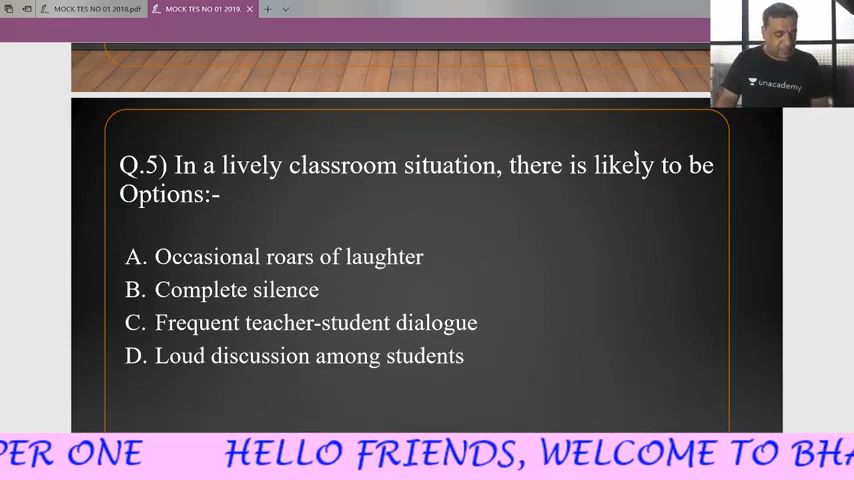 MOCK TES NO 01 2019.pdf
MOCK TES NO 01 2019.
unacademy
Q.5) In a lively classroom situation, there is likely to be
Options:-
A. Occasional roars of laughter
B. Complete silence
C. Frequent teacher-student dialogue
D. Loud discussion among students
PER ONE HELLO FRIENDS, WELCOME TO BHA